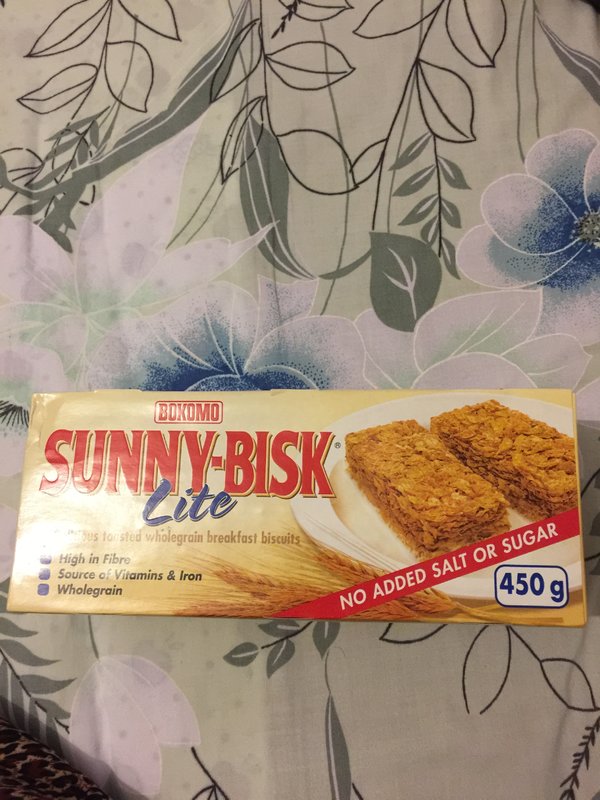 BOKOMO
SUNNY-BISK®
Lite
toasted wholegrain breakfast biscuits
High in Fibre
Source of Vitamins & Iron
Wholegrain
NO ADDED SALT OR SUGAR
450 g